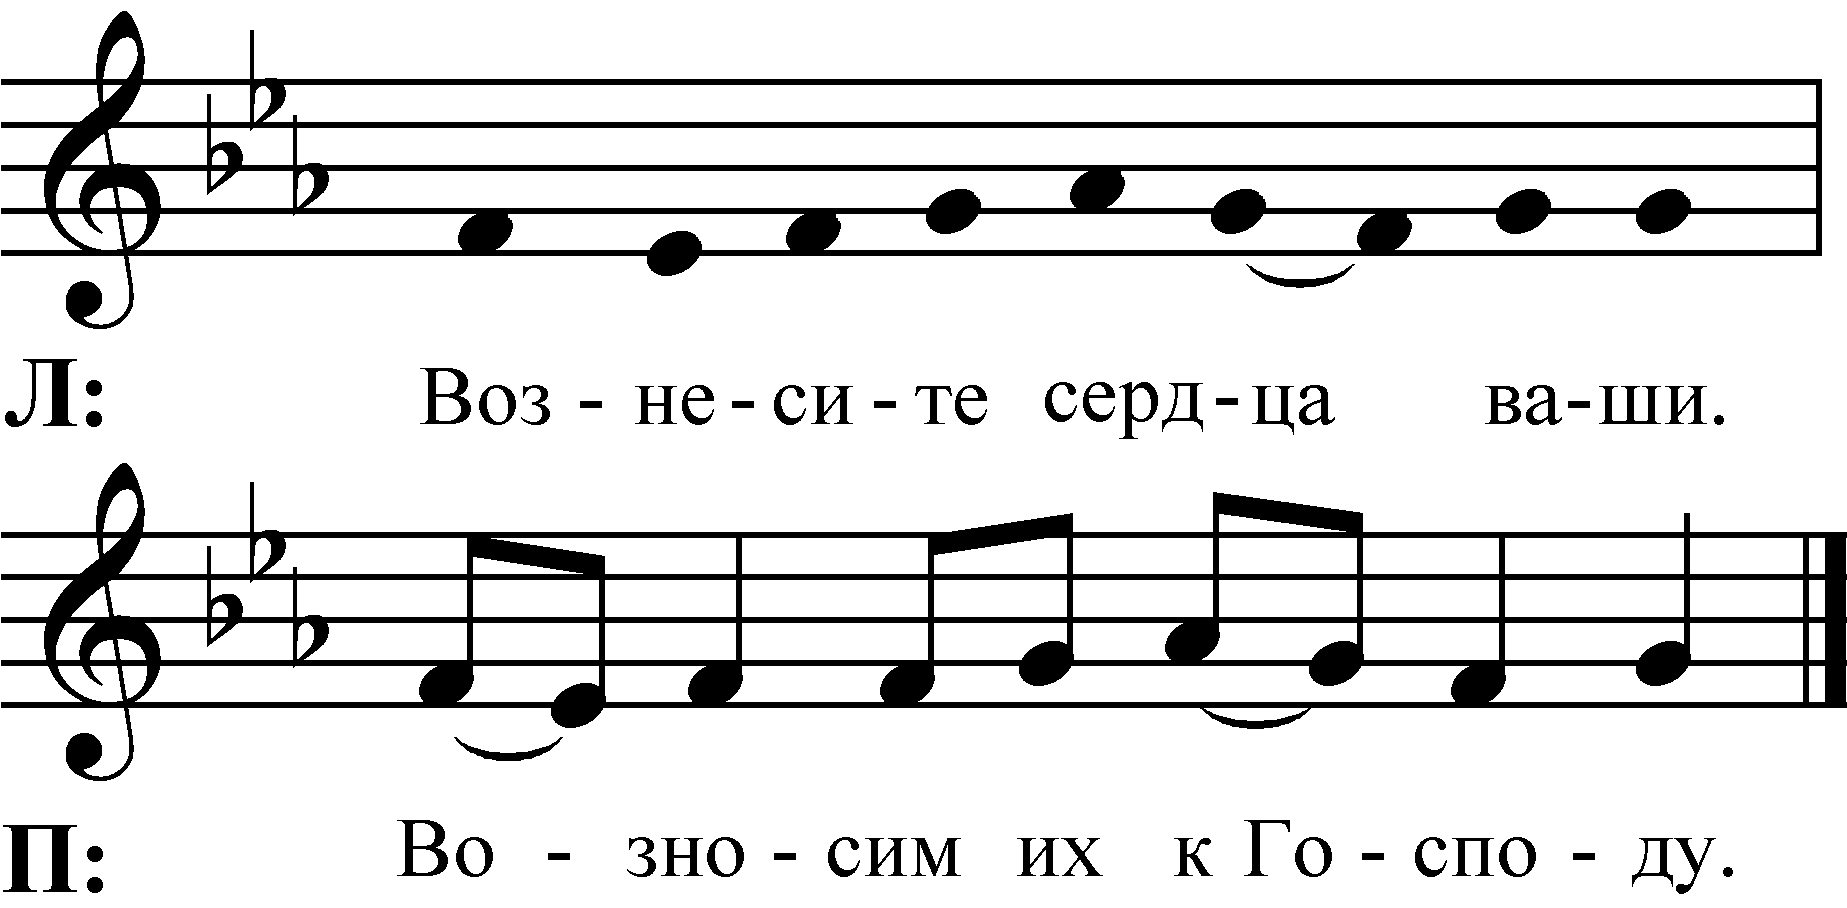 Л: Воз - не - си - те серд - ца ва - ши.
П: Во - зно - сим их к Го - спо - ду.